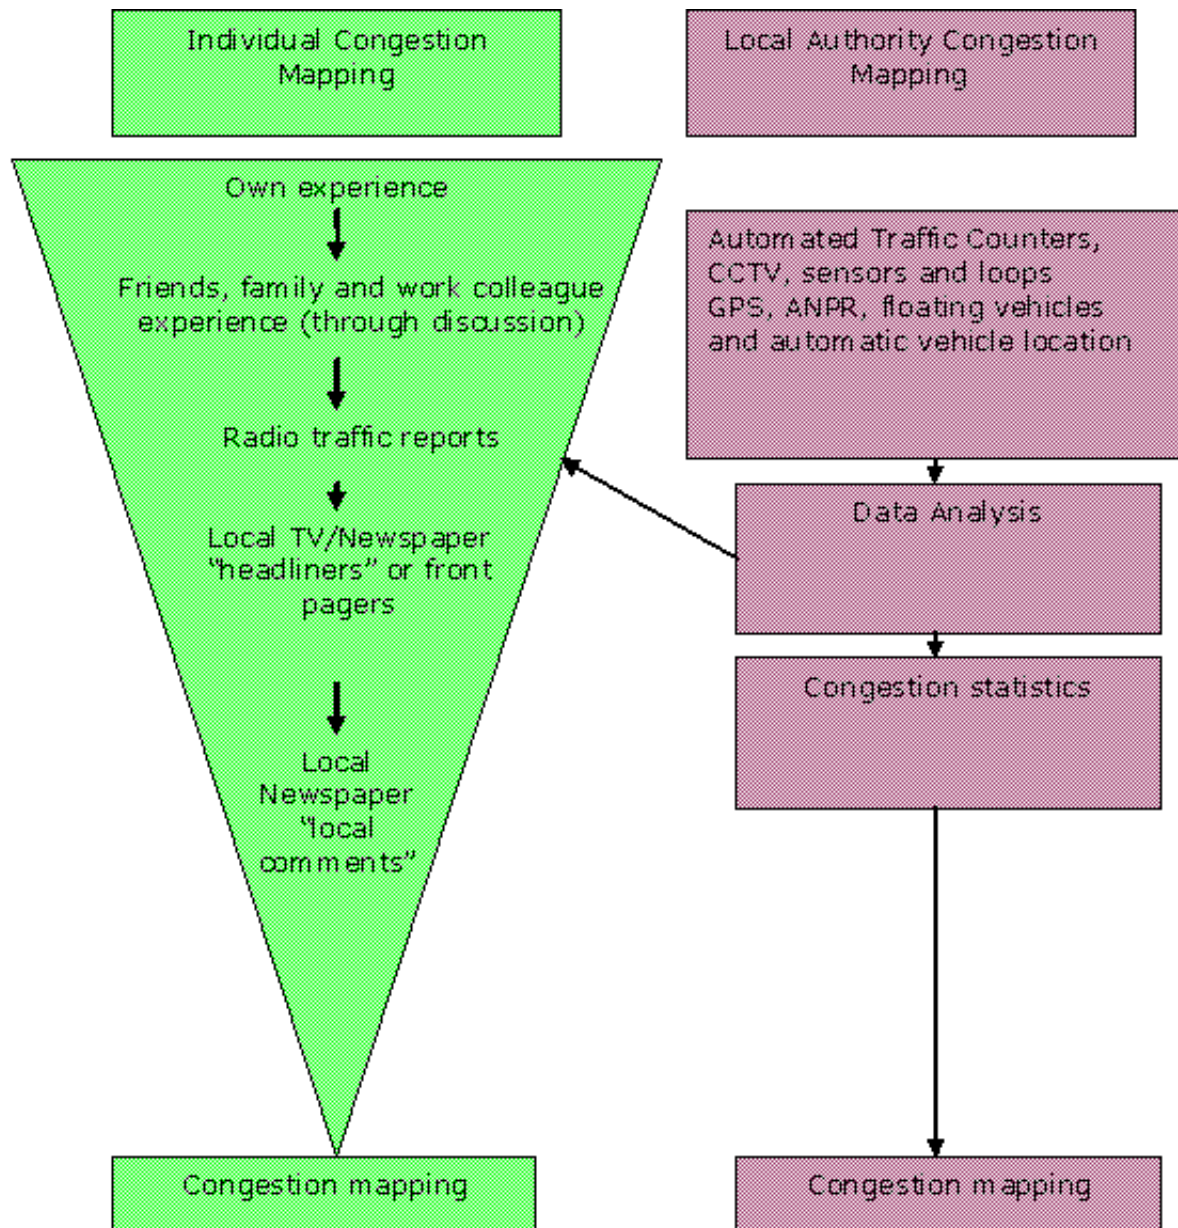 Individual Congestion
Mapping
Local Authority Congestion
Mapping
Own experience
Friends, family and work colleague
experience (through discussion)
Radio traffic reports
Local TV/Newspaper
“headliners” or front
pagers
Local
Newspaper
“local
comments”
Congestion mapping
Automated Traffic Counters,
CCTV, sensors and loops
GPS, ANPR, floating vehicles
and automatic vehicle location
Data Analysis
Congestion statistics
Congestion mapping